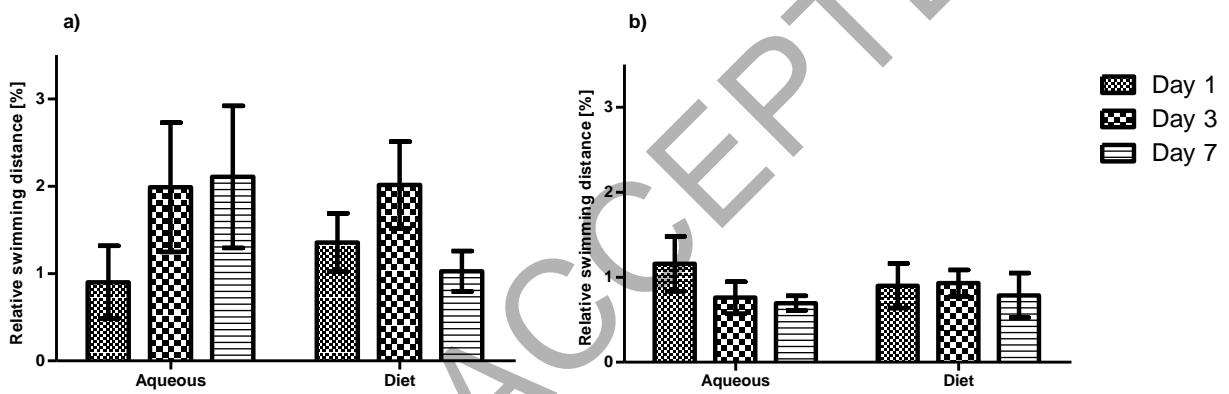 a)
Relative swimming distance [%]
3
2
1
0
Aqueous Diet
b)
Relative swimming distance [%]
3
2
1
0
Aqueous Diet
Day 1
Day 3
Day 7